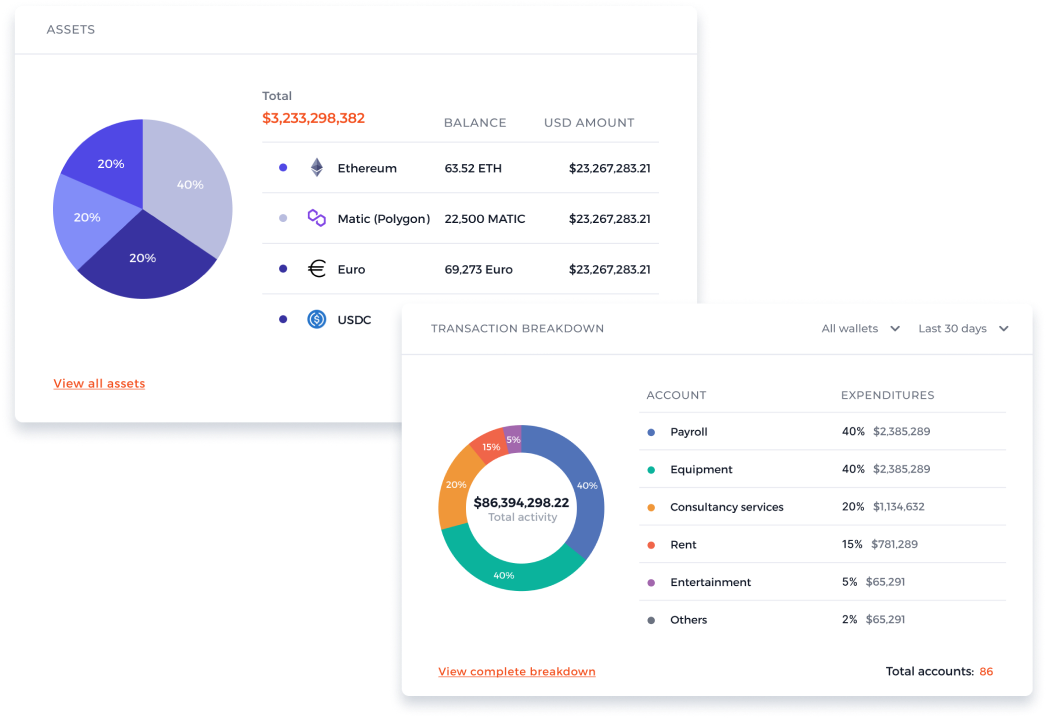 ASSETS
Total
$3,233,298,382
BALANCE
USD AMOUNT
20%
40%
20%
20%
Ethereum 63.52 ETH $23,267,283.21
Matic (Polygon) 22,500 MATIC $23,267,283.21
Euro 69,273 Euro $23,267,283.21
USDC
View all assets
TRANSACTION BREAKDOWN
All wallets
Last 30 days
5%
15%
20%
40%
40%
$86,394,298.22
Total activity
ACCOUNT EXPENDITURES
Payroll 40% $2,385,289
Equipment 40% $2,385,289
Consultancy services 20% $1,134,632
Rent 15% $781,289
Entertainment 5% $65,291
Others 2% $65,291
View complete breakdown
Total accounts: 86